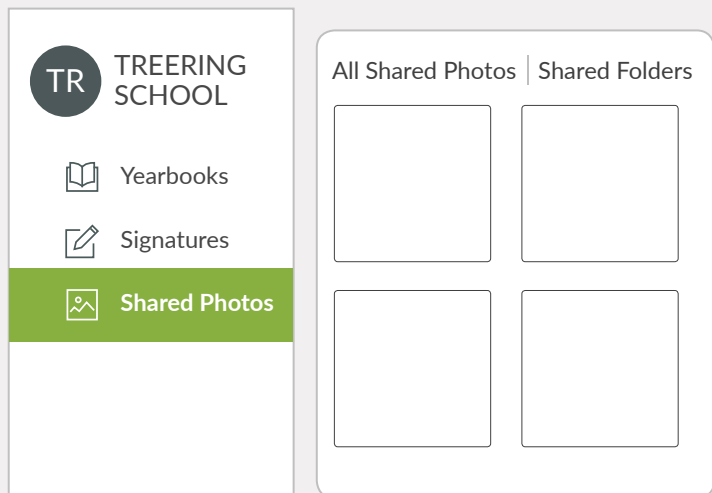 TR
TREERING
SCHOOL
Yearbooks
Signatures
Shared Photos
All Shared Photos
Shared Folders